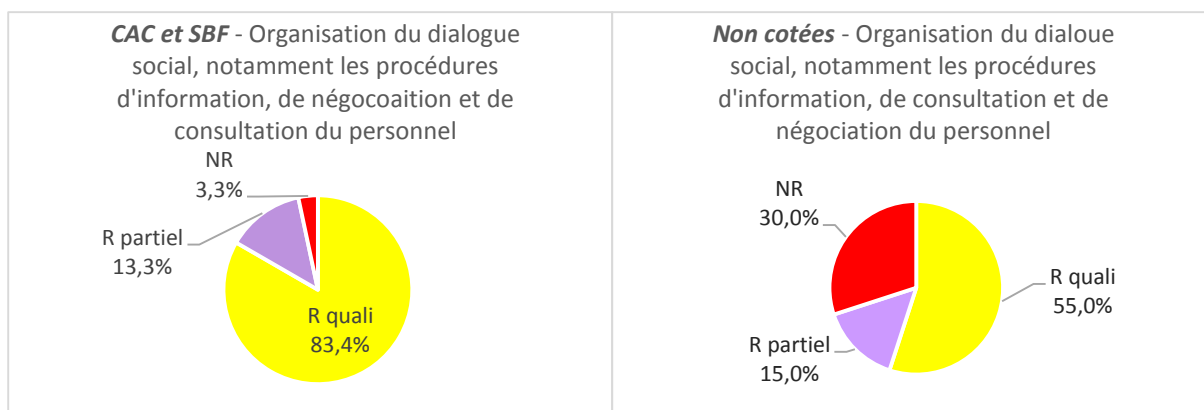 CAC et SBF - Organisation du dialogue
social, notamment les procédures
d'information, de négocoaition et de
consultation du personnel
NR
3,3%
R partiel
13,3%
R quali
83,4%
Non cotées - Organisation du dialoue
social, notamment les procédures
d'information, de consultation et de
négociation du personnel
NR
30,0%
R quali
55,0%
R partiel
15,0%